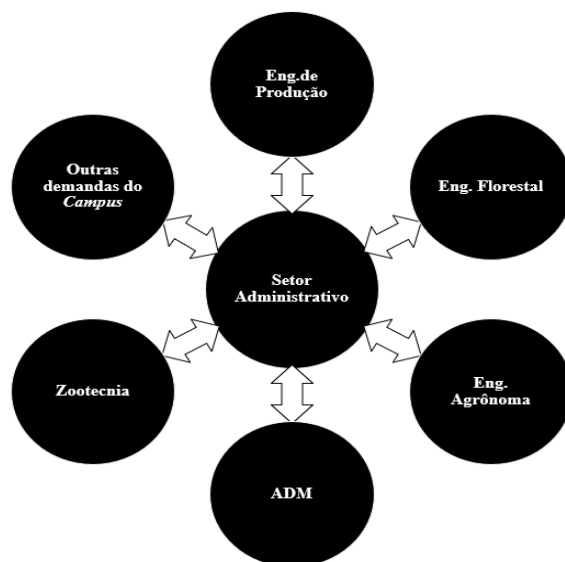 Eng.de
Produção
Outras
demandas do
Campus
Eng. Florestal
Setor
Administrativo
Zootecnia
Eng.
Agrônoma
ADM